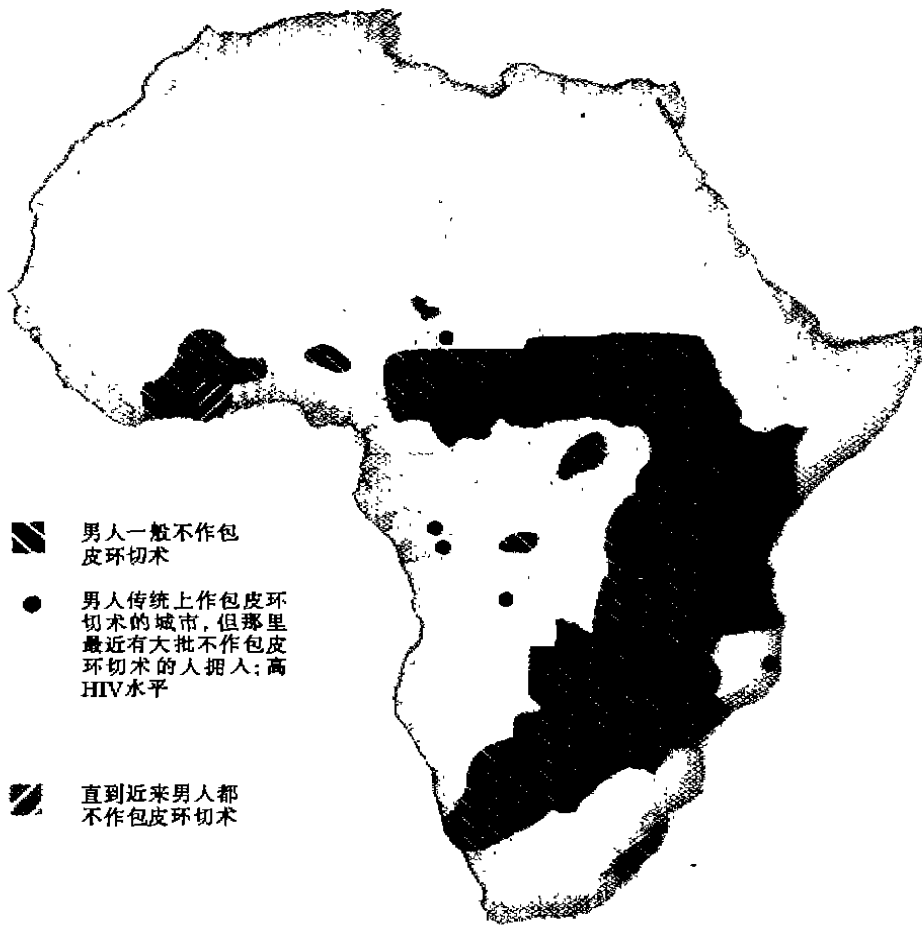 男人一般不作包
皮环切术
男人传统上作包皮环
切术的城市,但那里
最近有大批不作包皮
环切术的人拥入;高
HIV水平
直到近来男人都
不作包皮环切术